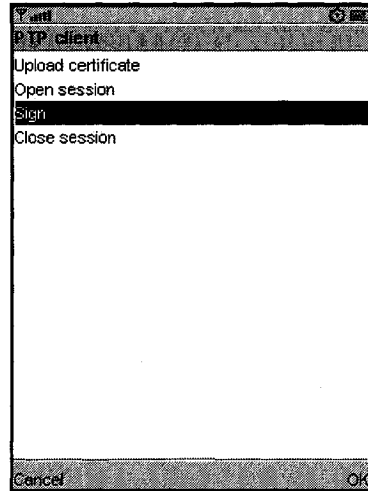 PTP client
Upload certificate
Open session
Sign
Close session
Cancel OK